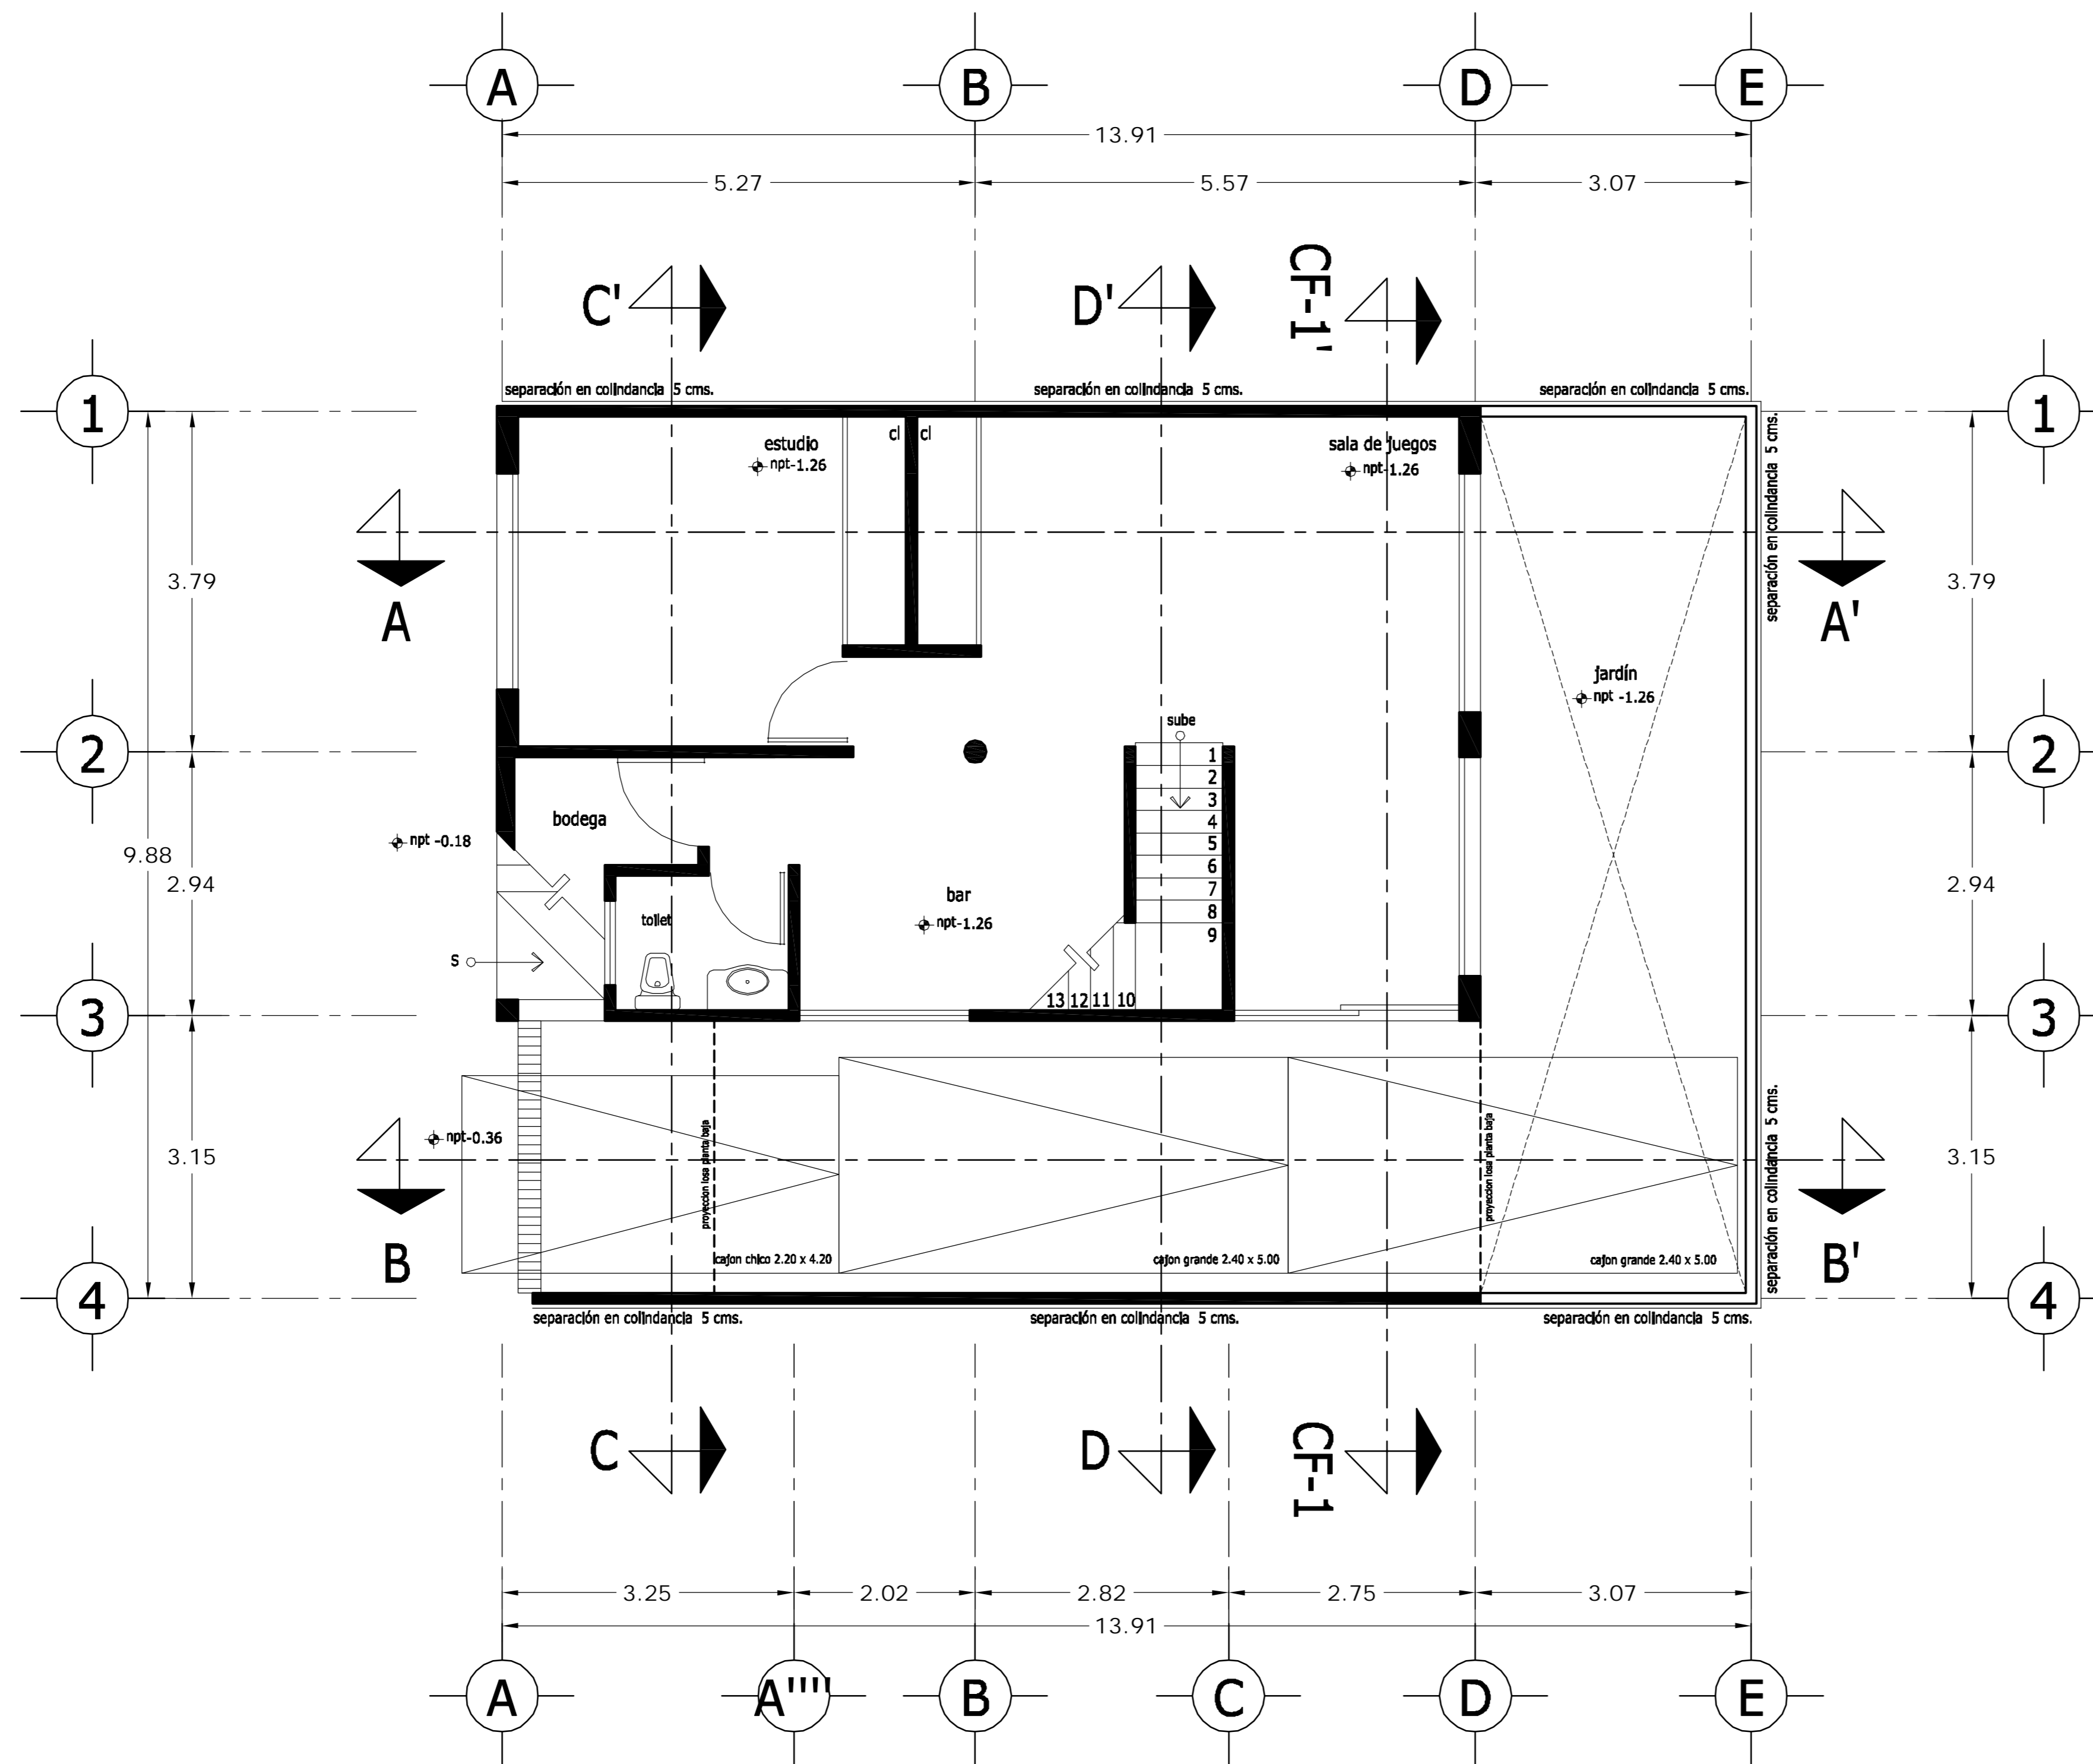 A
B
D
E
13.91
5.27
5.57
3.07
C'
D'
CF-1'
separación en colindancia 5 cms.
separación en colindancia 5 cms.
separación en colindancia 5 cms.
1
1
estudio
npt-1.26
cl
cl
sala de juegos
npt-1.26
separación en colindancia 5 cms.
3.79
3.79
A
A'
jardín
npt -1.26
2
2
sube
1
2
3
4
5
6
7
8
9
bodega
npt -0.18
9.88
2.94
2.94
bar
npt-1.26
toilet
s
13
12
11
10
3
3
npt-0.36
3.15
3.15
proyeccion losa planta baja
proyeccion losa planta baja
separación en colindancia 5 cms.
B
B'
cajon chico 2.20 x 4.20
cajon grande 2.40 x 5.00
cajon grande 2.40 x 5.00
4
4
separación en colindancia 5 cms.
separación en colindancia 5 cms.
separación en colindancia 5 cms.
C
D
CF-1
3.25
2.02
2.82
2.75
3.07
13.91
A
A''''
B
C
D
E